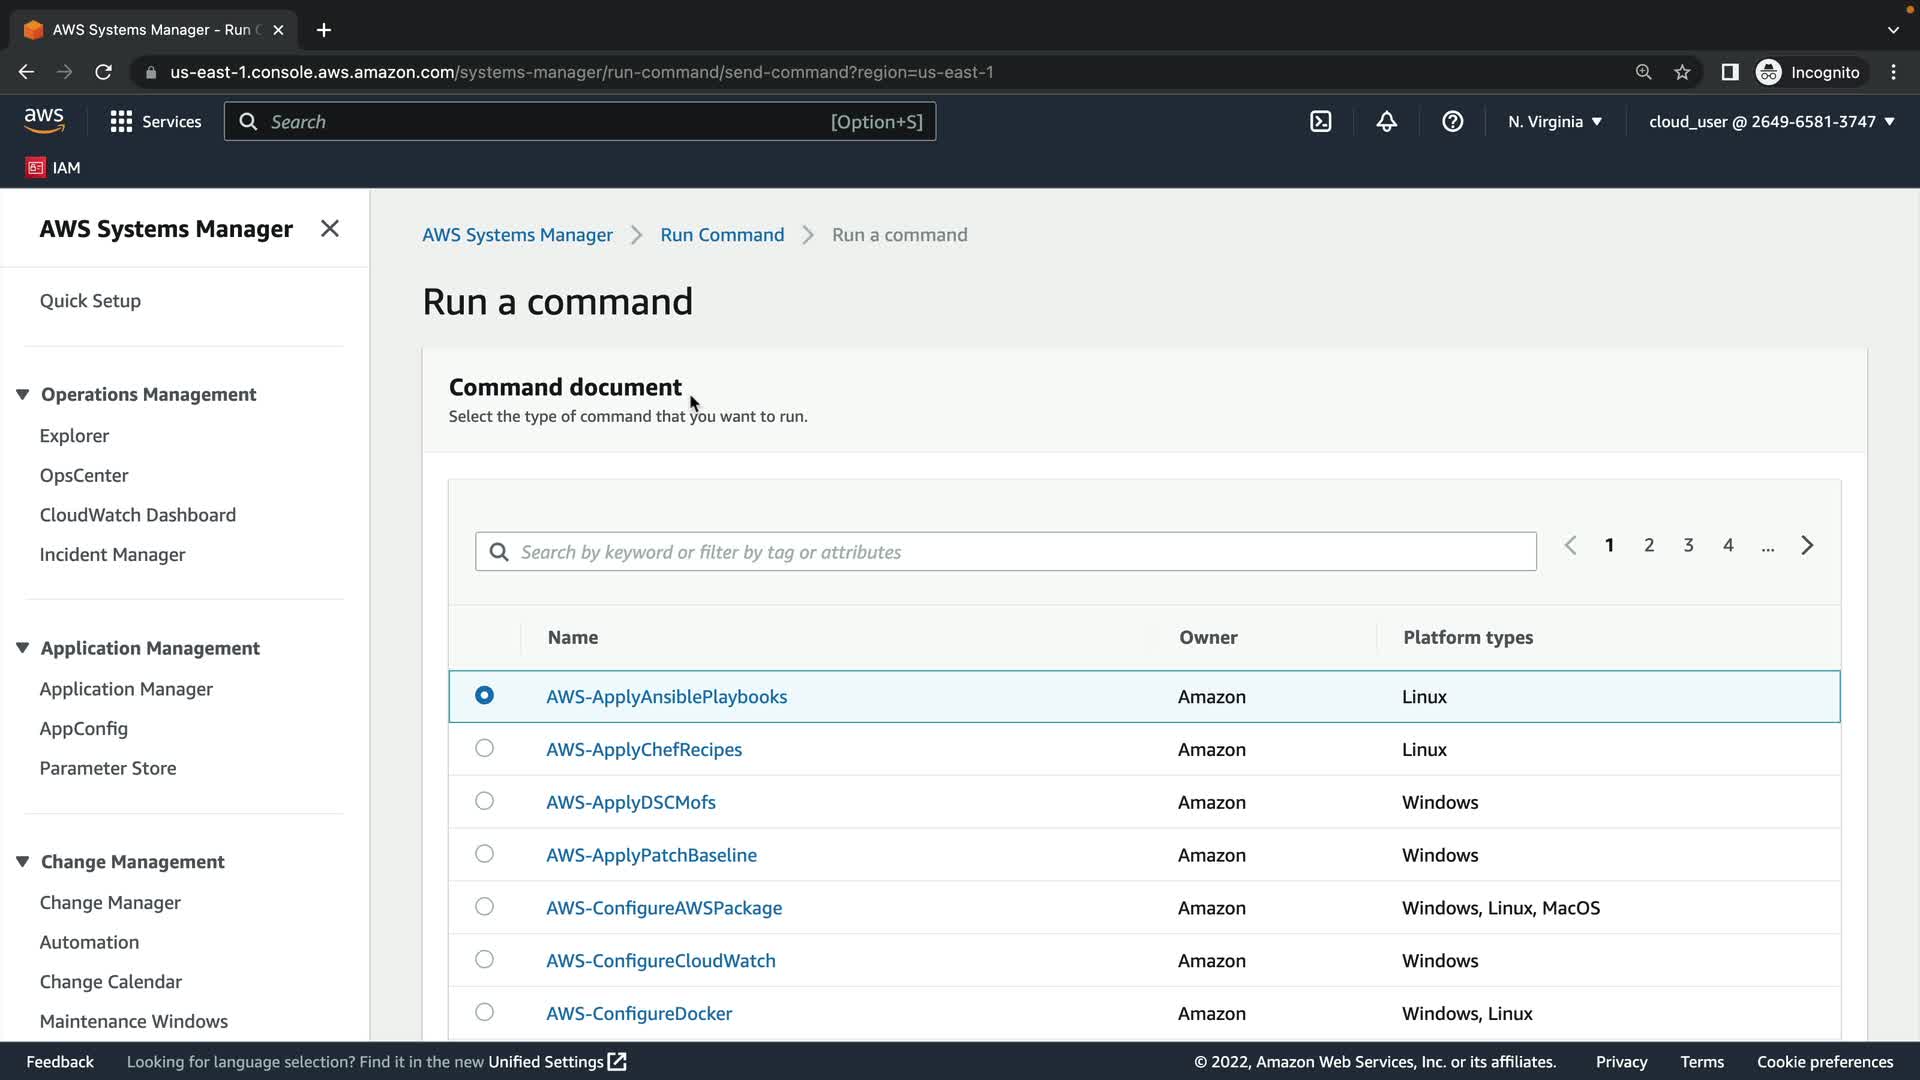 AWS Systems Manager - Run C
us-east-1.console.aws.amazon.com/systems-manager/run-command/send-command?region=us-east-1
Incognito
aws
Services
Search
[Option+S]
N. Virginia
cloud_user @ 2649-6581-3747
IAM
AWS Systems Manager
Quick Setup
Operations Management
Explorer
OpsCenter
CloudWatch Dashboard
Incident Manager
Application Management
Application Manager
AppConfig
Parameter Store
Change Management
Change Manager
Automation
Change Calendar
Maintenance Windows
AWS Systems Manager > Run Command > Run a command
Run a command
Command document
Select the type of command that you want to run.
Search by keyword or filter by tag or attributes
1 2 3 4 ...
Name Owner Platform types
AWS-ApplyAnsiblePlaybooks Amazon Linux
AWS-ApplyChefRecipes Amazon Linux
AWS-ApplyDSCMofs Amazon Windows
AWS-ApplyPatchBaseline Amazon Windows
AWS-ConfigureAWSPackage Amazon Windows, Linux, MacOS
AWS-ConfigureCloudWatch Amazon Windows
AWS-ConfigureDocker Amazon Windows, Linux
Feedback Looking for language selection? Find it in the new Unified Settings © 2022, Amazon Web Services, Inc. or its affiliates. Privacy Terms Cookie preferences